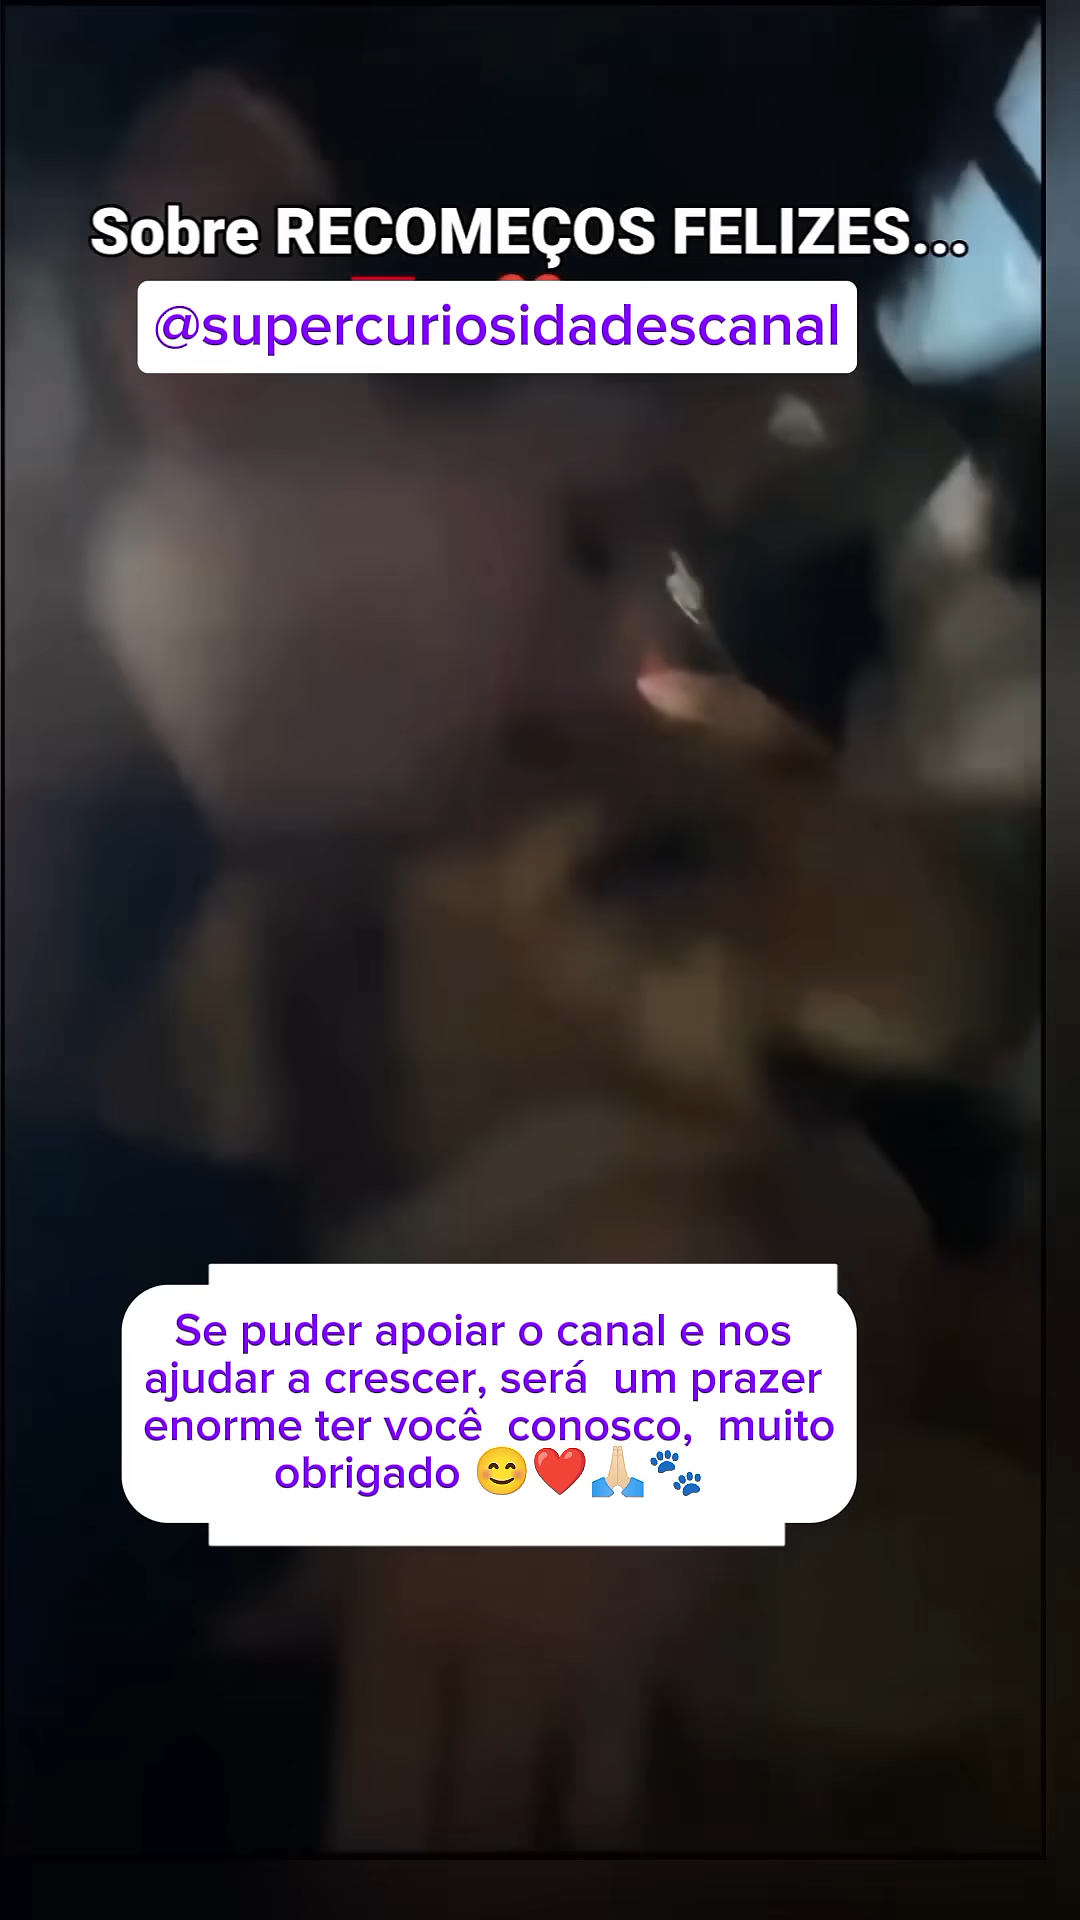 Sobre RECOMEÇOS FELIZES...
@supercuriosidadescanal
Se puder apoiar o canal e nos
ajudar a crescer, será um prazer
enorme ter você conosco, muito
obrigado 😊❤️🙏🏼🐾